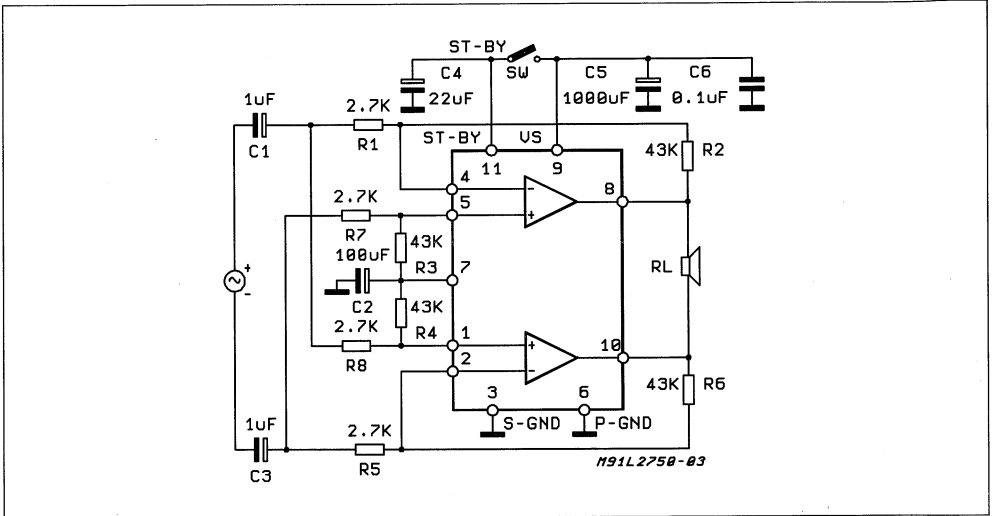 ST-BY
SW
C4
22uF
C5
1000uF
C6
0.1uF
1uF
C1
2.7K
R1
ST-BY
VS
11
9
43K
R2
4
5
8
2.7K
R7
43K
R3
100uF
C2
7
+
-
RL
43K
R4
2.7K
R8
1
2
10
-
+
+
-
3
6
S-GND
P-GND
43K
R6
1uF
C3
2.7K
R5
M91L2750-03